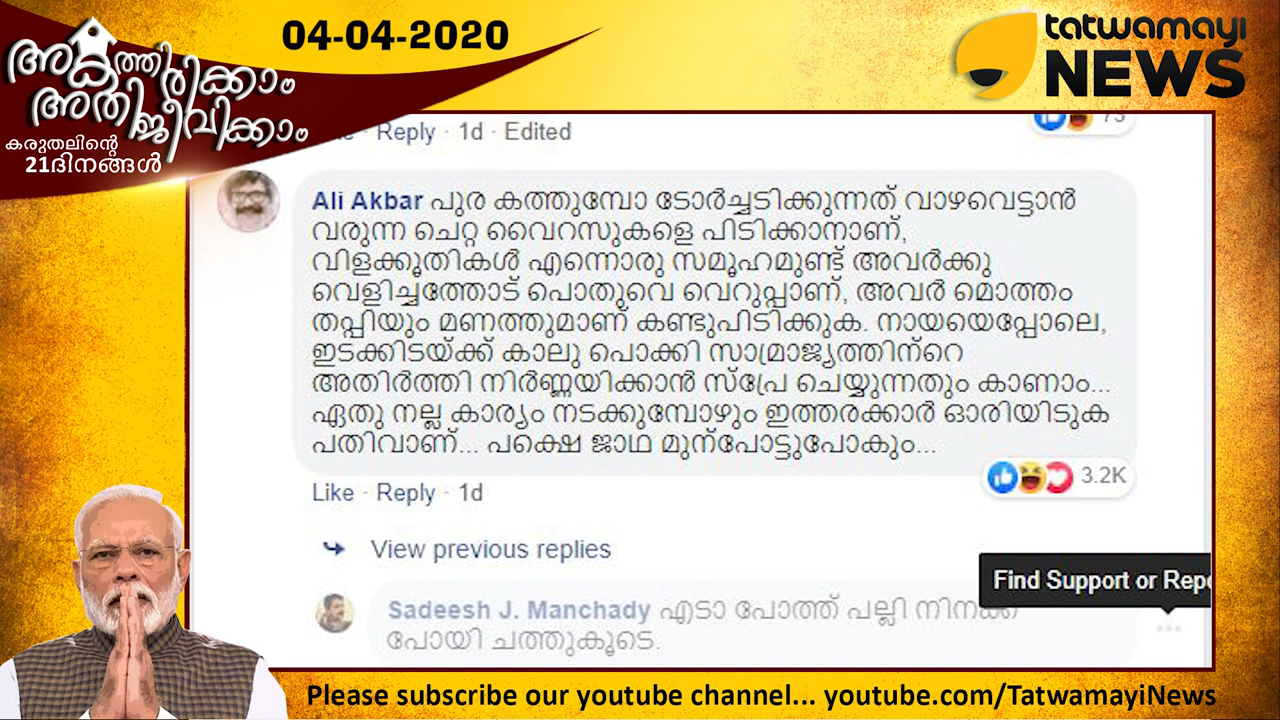 അകത്തിരിക്കാം
അതിജീവിക്കാം
കരുതലിന്റെ
21ദിനങ്ങൾ
04-04-2020
tatwamayi
NEWS
Reply · 1d · Edited
73
Ali Akbar പുര കത്തുമ്പോ ടോർച്ചടിക്കുന്നത് വാഴവെട്ടാൻ
വരുന്ന ചെറ്റ വൈറസുകളെ പിടിക്കാനാണ്,
വിളക്കൂതികൾ എന്നൊരു സമൂഹമുണ്ട് അവർക്കു
വെളിച്ചത്തോട് പൊതുവെ വെറുപ്പാണ്, അവർ മൊത്തം
തപ്പിയും മണത്തുമാണ് കണ്ടുപിടിക്കുക. നായയെപ്പോലെ,
ഇടക്കിടയ്ക്ക് കാലു പൊക്കി സാമ്രാജ്യത്തിന്റെ
അതിർത്തി നിർണ്ണയിക്കാൻ സ്പ്രേ ചെയ്യുന്നതും കാണാം...
ഏതു നല്ല കാര്യം നടക്കുമ്പോഴും ഇത്തരക്കാർ ഓരിയിടുക
പതിവാണ്... പക്ഷെ ജാഥ മുന്പോട്ടുപോകും...
3.2K
Like · Reply · 1d
View previous replies
Find Support or Repo
Sadeesh J. Manchady എടാ പോത്ത് പല്ലി നിനക്ക്
പോയി ചത്തുകൂടെ.
Please subscribe our youtube channel... youtube.com/TatwamayiNews